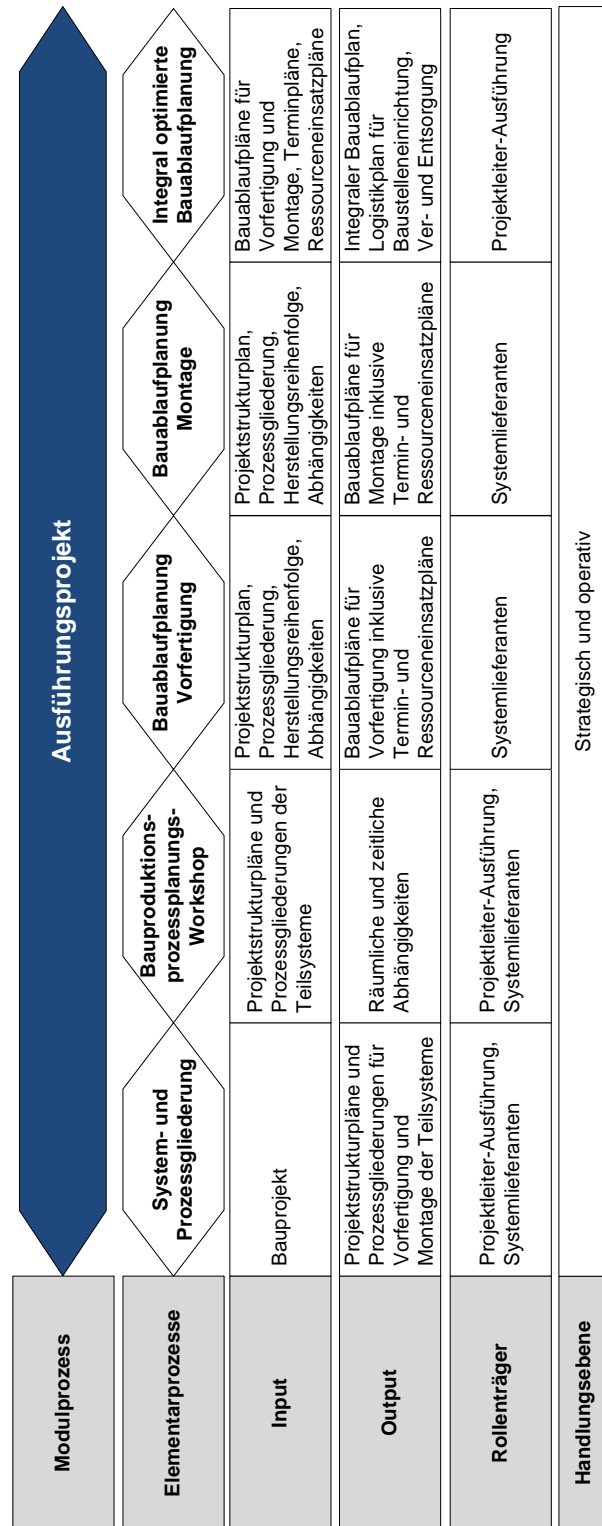 Modulprozess
Ausführungsprojekt
Elementarprozesse
System- und
Prozessgliederung
Bauproduktions-
prozessplanungs-
Workshop
Bauablaufplanung
Vorfertigung
Bauablaufplanung
Montage
Integral optimierte
Bauablaufplanung
Input
Bauprojekt
Projektstrukturpläne und
Prozessgliederungen der
Teilsysteme
Projektstrukturplan,
Prozessgliederung,
Herstellungsreihenfolge,
Abhängigkeiten
Projektstrukturplan,
Prozessgliederung,
Herstellungsreihenfolge,
Abhängigkeiten
Bauablaufpläne für
Vorfertigung und
Montage, Terminpläne,
Ressourceneinsatzpläne
Output
Projektstrukturpläne und
Prozessgliederungen für
Vorfertigung und
Montage der Teilsysteme
Räumliche und zeitliche
Abhängigkeiten
Bauablaufpläne für
Vorfertigung inklusive
Termin- und
Ressourceneinsatzpläne
Bauablaufpläne für
Montage inklusive
Termin- und
Ressourceneinsatzpläne
Integraler Bauablaufplan,
Logistikplan für
Baustelleneinrichtung,
Ver- und Entsorgung
Rollenträger
Projektleiter-Ausführung,
Systemlieferanten
Projektleiter-Ausführung,
Systemlieferanten
Systemlieferanten
Systemlieferanten
Projektleiter-Ausführung
Handlungsebene
Strategisch und operativ